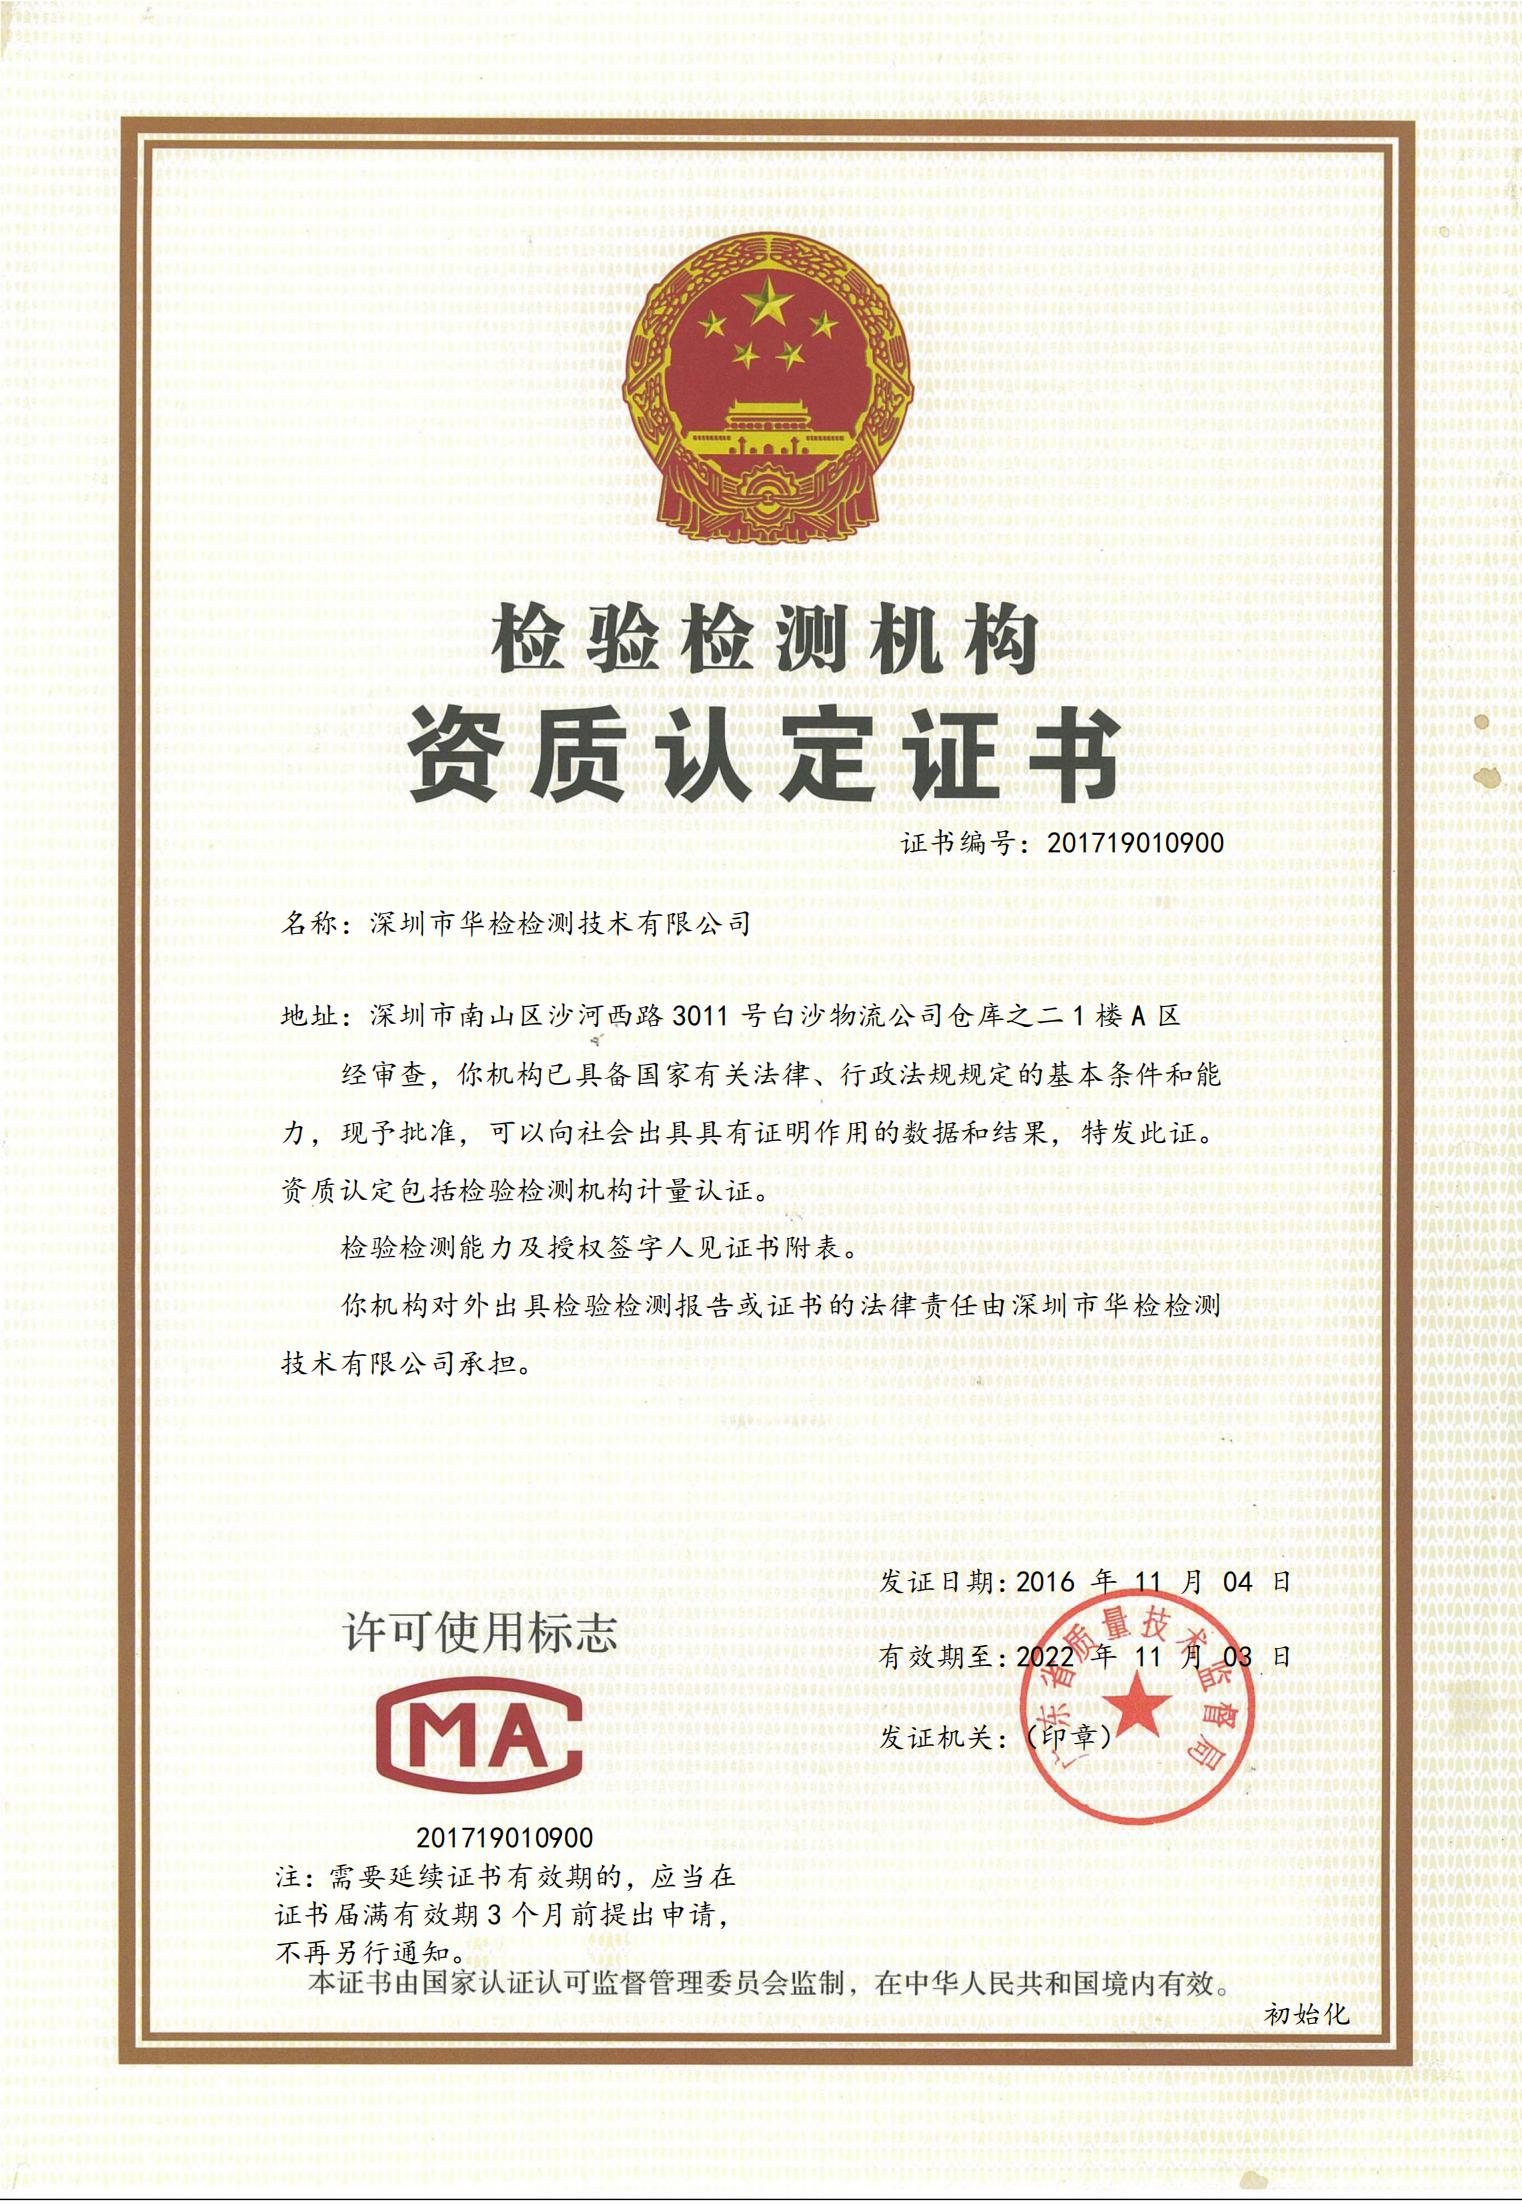 检验检测机构
资质认定证书
证书编号：201719010900
名称：深圳市华检检测技术有限公司
地址：深圳市南山区沙河西路 3011 号白沙物流公司仓库之二 1 楼 A 区
经审查，你机构已具备国家有关法律、行政法规规定的基本条件和能
力，现予批准，可以向社会出具具有证明作用的数据和结果，特发此证。
资质认定包括检验检测机构计量认证。
检验检测能力及授权签字人见证书附表。
你机构对外出具检验检测报告或证书的法律责任由深圳市华检检测
技术有限公司承担。
许可使用标志
MA
201719010900
注：需要延续证书有效期的，应当在
证书届满有效期 3 个月前提出申请，
不再另行通知。
发证日期：2016 年 11 月 04 日
有效期至：2022 年 11 月 03 日
发证机关：（印章）
广东省质量技术监督局
本证书由国家认证认可监督管理委员会监制，在中华人民共和国境内有效。
初始化